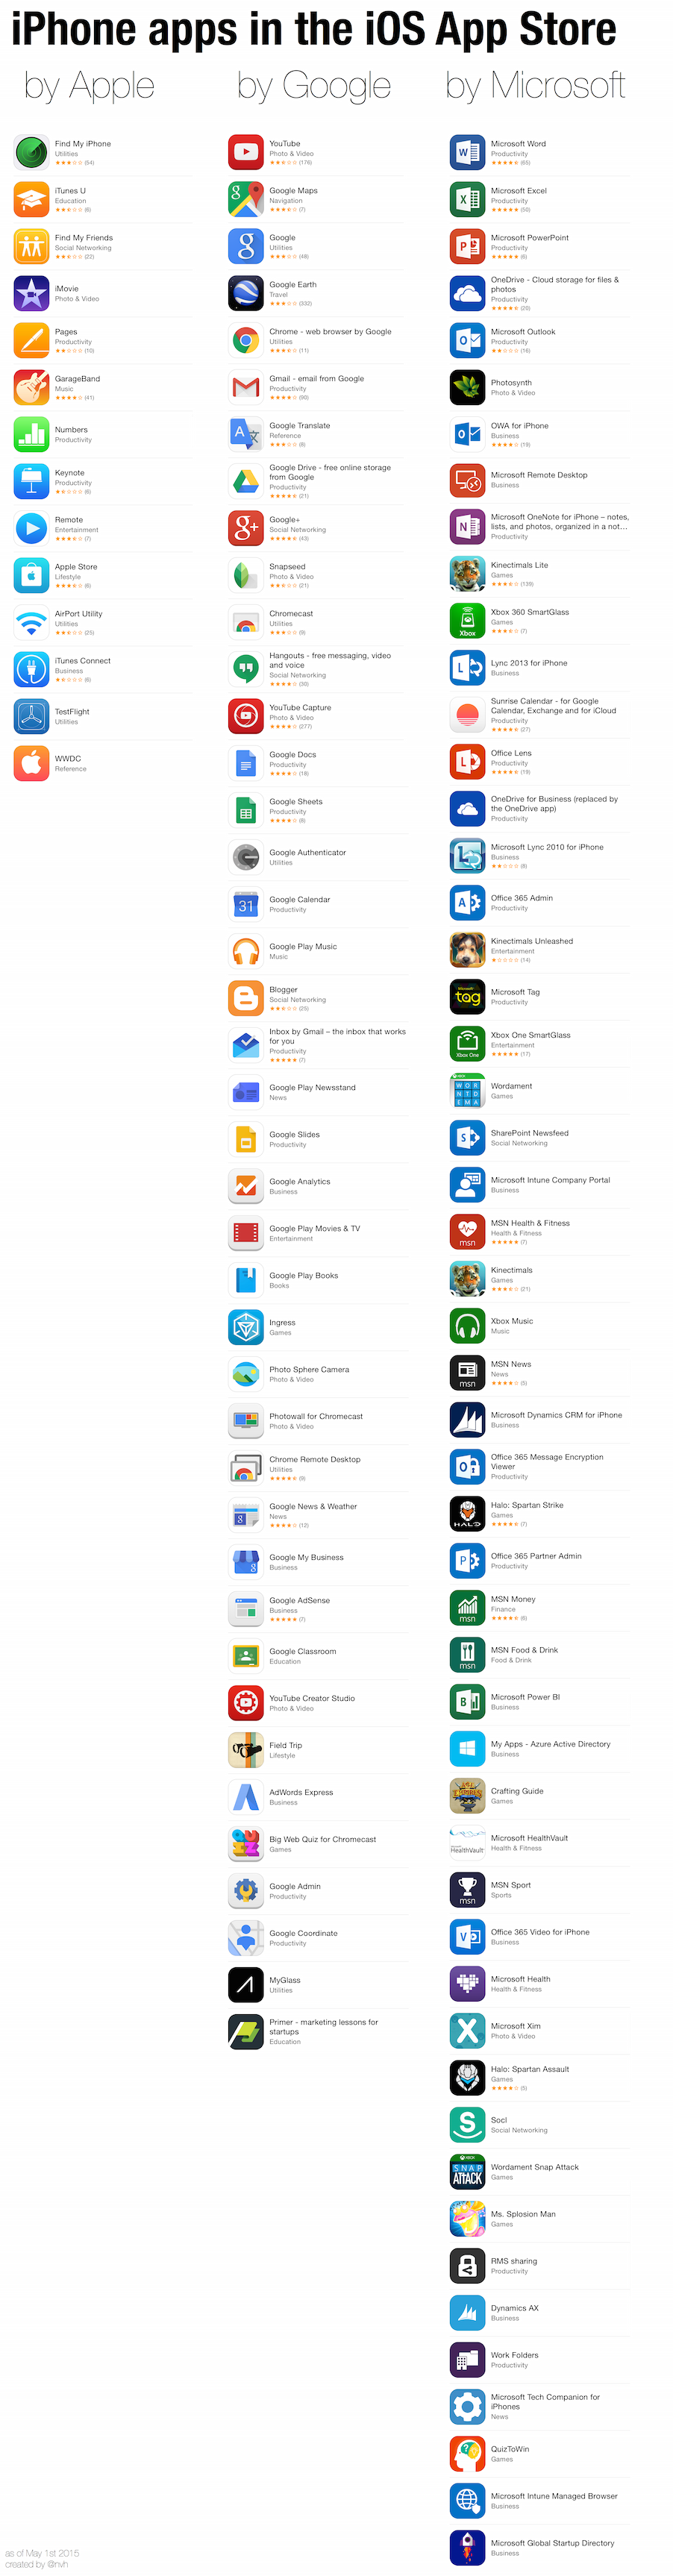 iPhone apps in the iOS App Store
by Apple
Find My iPhone
Utilities
★★★☆☆ (54)
iTunes U
Education
(6)
Find My Friends
Social Networking
(22)
iMovie
Photo & Video
Pages
Productivity
(10)
GarageBand
Music
(41)
Numbers
Productivity
Keynote
Productivity
(6)
Remote
Entertainment
(7)
Apple Store
Lifestyle
(6)
AirPort Utility
Utilities
(25)
iTunes Connect
Business
(6)
TestFlight
Utilities
WWDC
Reference
by Google
YouTube
Photo & Video
(176)
Google Maps
Navigation
(7)
Google
Utilities
(48)
Google Earth
Travel
(332)
Chrome - web browser by Google
Utilities
(11)
Gmail - email from Google
Productivity
(90)
Google Translate
Reference
(8)
Google Drive - free online storage
from Google
Productivity
(21)
Google+
Social Networking
(43)
Snapseed
Photo & Video
(21)
Chromecast
Utilities
(9)
Hangouts - free messaging, video
and voice
Social Networking
(30)
YouTube Capture
Photo & Video
(277)
Google Docs
Productivity
(18)
Google Sheets
Productivity
(8)
Google Authenticator
Utilities
31
Google Calendar
Productivity
Google Play Music
Music
Blogger
Social Networking
(25)
Inbox by Gmail – the inbox that works
for you
Productivity
(7)
Google Play Newsstand
News
Google Slides
Productivity
Google Analytics
Business
Google Play Movies & TV
Entertainment
Google Play Books
Books
Ingress
Games
Photo Sphere Camera
Photo & Video
Photowall for Chromecast
Photo & Video
Chrome Remote Desktop
Utilities
(9)
Google News & Weather
News
(12)
Google My Business
Business
Google AdSense
Business
(7)
Google Classroom
Education
YouTube Creator Studio
Photo & Video
Field Trip
Lifestyle
AdWords Express
Business
Big Web Quiz for Chromecast
Games
Google Admin
Productivity
Google Coordinate
Productivity
MyGlass
Utilities
Primer - marketing lessons for
startups
Education
by Microsoft
Microsoft Word
Productivity
(65)
Microsoft Excel
Productivity
(50)
Microsoft PowerPoint
Productivity
(6)
OneDrive - Cloud storage for files &
photos
Productivity
(20)
Microsoft Outlook
Productivity
(16)
Photosynth
Photo & Video
OWA for iPhone
Business
(19)
Microsoft Remote Desktop
Business
Microsoft OneNote for iPhone – notes,
lists, and photos, organized in a not...
Productivity
Kinectimals Lite
Games
(139)
Xbox
Xbox 360 SmartGlass
Games
(7)
Lync 2013 for iPhone
Business
Sunrise Calendar - for Google
Calendar, Exchange and for iCloud
Productivity
(27)
Office Lens
Productivity
(19)
OneDrive for Business (replaced by
the OneDrive app)
Productivity
Microsoft Lync 2010 for iPhone
Business
(8)
Office 365 Admin
Productivity
Kinectimals Unleashed
Entertainment
(14)
tag
Microsoft Tag
Productivity
Xbox One
Xbox One SmartGlass
Entertainment
(17)
Wordament
Games
SharePoint Newsfeed
Social Networking
Microsoft Intune Company Portal
Business
msn
MSN Health & Fitness
Health & Fitness
(7)
Kinectimals
Games
(21)
Xbox Music
Music
msn
MSN News
News
(5)
Microsoft Dynamics CRM for iPhone
Business
Office 365 Message Encryption
Viewer
Productivity
HALO
Halo: Spartan Strike
Games
(7)
Office 365 Partner Admin
Productivity
msn
MSN Money
Finance
(6)
msn
MSN Food & Drink
Food & Drink
Microsoft Power BI
Business
My Apps - Azure Active Directory
Business
Crafting Guide
Games
HealthVault
Microsoft HealthVault
Health & Fitness
msn
MSN Sport
Sports
Office 365 Video for iPhone
Business
Microsoft Health
Health & Fitness
Microsoft Xim
Photo & Video
Halo: Spartan Assault
Games
(5)
Socl
Social Networking
SNAP
ATTACK
Wordament Snap Attack
Games
Ms. Splosion Man
Games
RMS sharing
Productivity
Dynamics AX
Business
Work Folders
Productivity
Microsoft Tech Companion for
iPhones
News
QuizToWin
Games
Microsoft Intune Managed Browser
Business
Microsoft Global Startup Directory
Business
as of May 1st 2015
created by @nvh